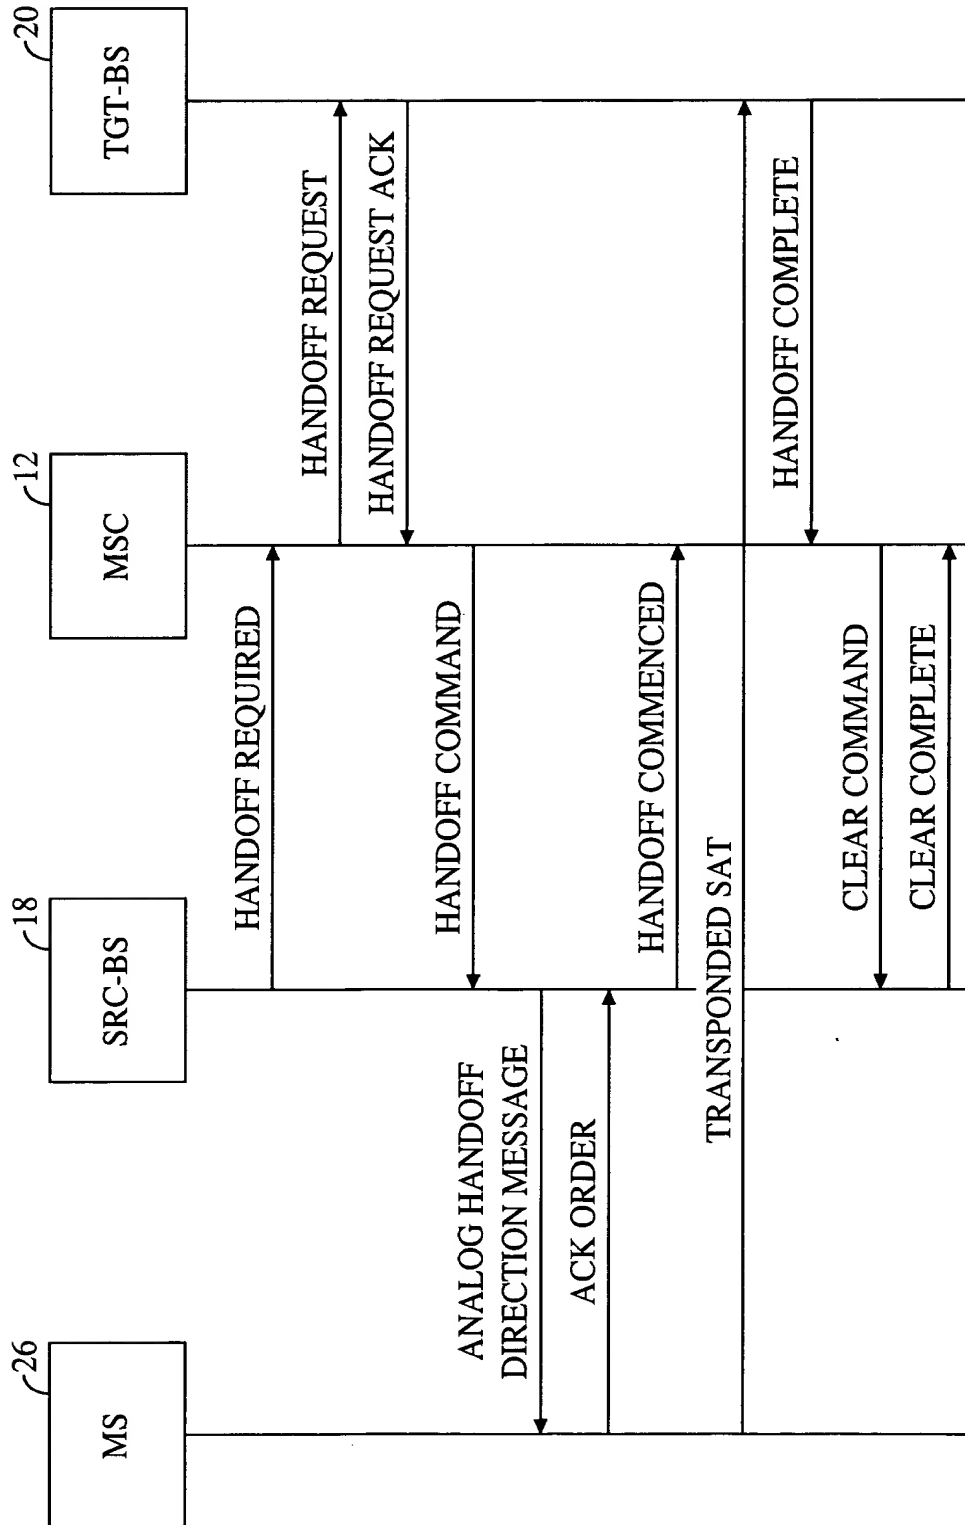 26
MS
18
SRC-BS
12
MSC
20
TGT-BS
HANDOFF REQUIRED
HANDOFF REQUEST
HANDOFF REQUEST ACK
HANDOFF COMMAND
ANALOG HANDOFF
DIRECTION MESSAGE
ACK ORDER
HANDOFF COMMENCED
TRANSPONDED SAT
HANDOFF COMPLETE
CLEAR COMMAND
CLEAR COMPLETE